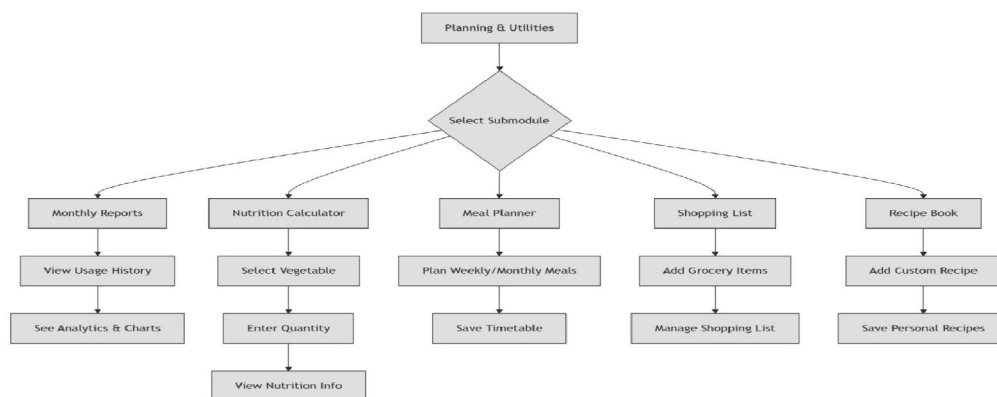 Planning & Utilities
Select Submodule
Monthly Reports
Nutrition Calculator
Meal Planner
Shopping List
Recipe Book
View Usage History
Select Vegetable
Plan Weekly/Monthly Meals
Add Grocery Items
Add Custom Recipe
See Analytics & Charts
Enter Quantity
Save Timetable
Manage Shopping List
Save Personal Recipes
View Nutrition Info